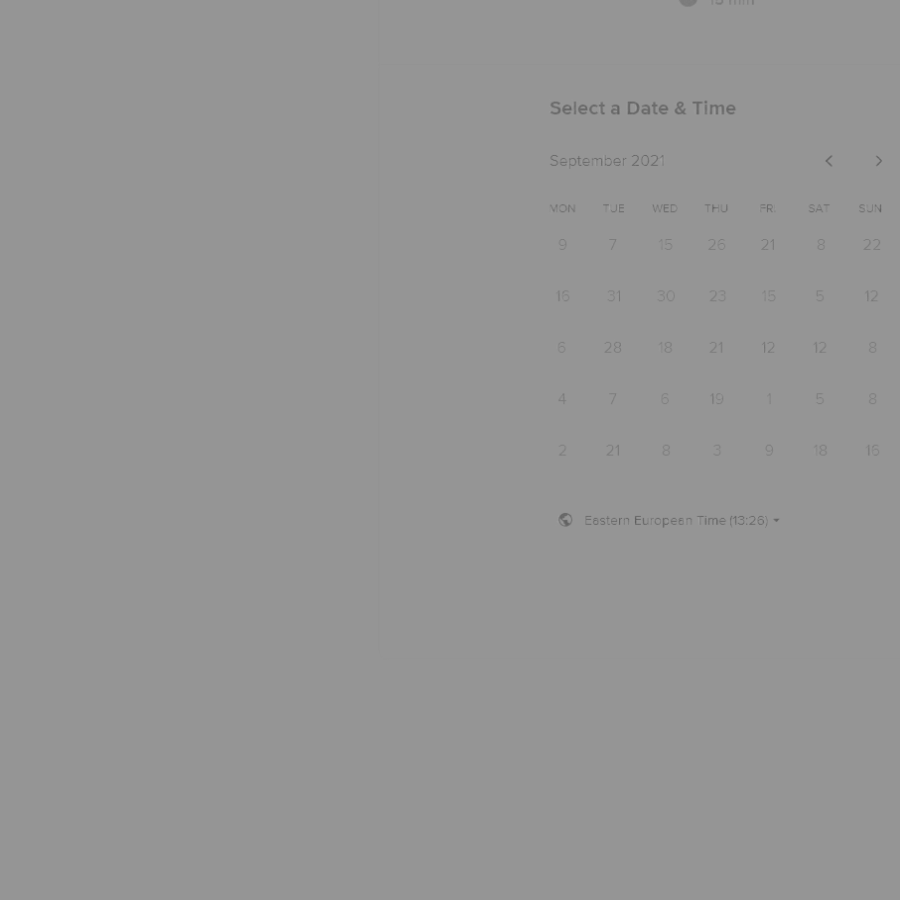 15 min
Select a Date & Time
September 2021
MON TUE WED THU FRI SAT SUN
9 7 15 26 21 8 22
16 31 30 23 15 5 12
6 28 18 21 12 12 8
4 7 6 19 1 5 8
2 21 8 3 9 18 15
Eastern European Time (13:26)